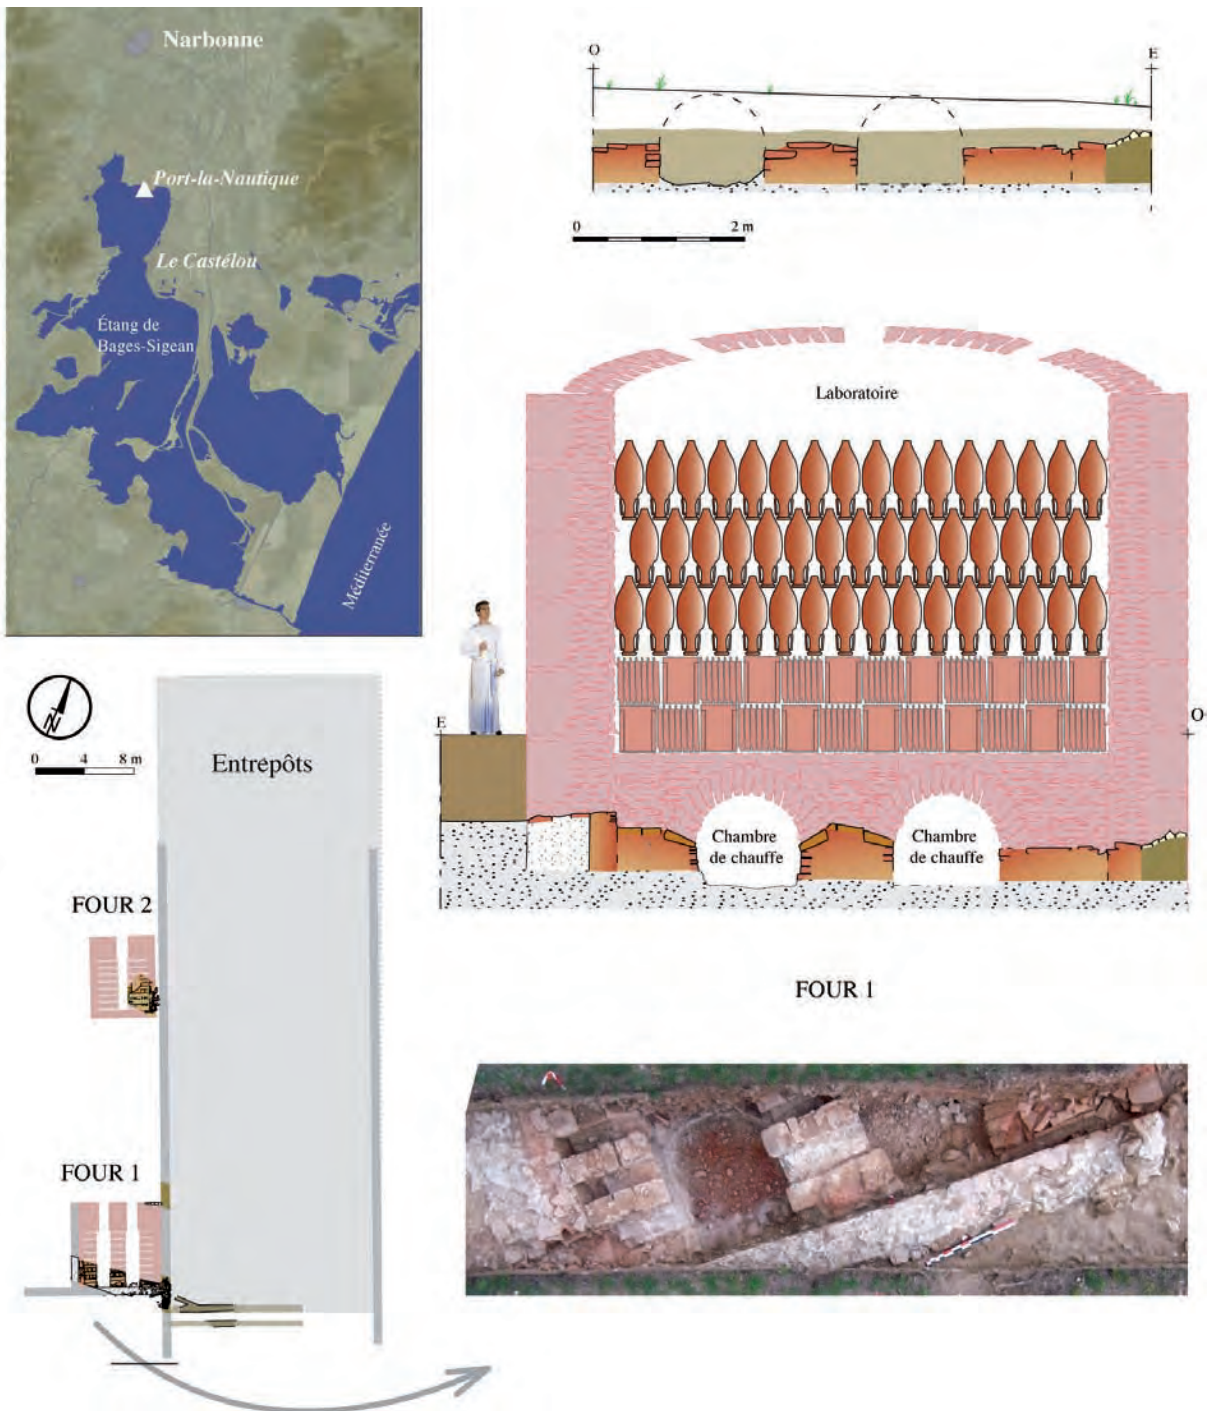 Narbonne
Port-la-Nautique
Le Castélou
Étang de
Bages-Sigean
Méditerranée
O
E
0
2 m
Laboratoire
E
O
Chambre
de chauffe
Chambre
de chauffe
FOUR 1
N
0
4
8 m
Entrepôts
FOUR 2
FOUR 1